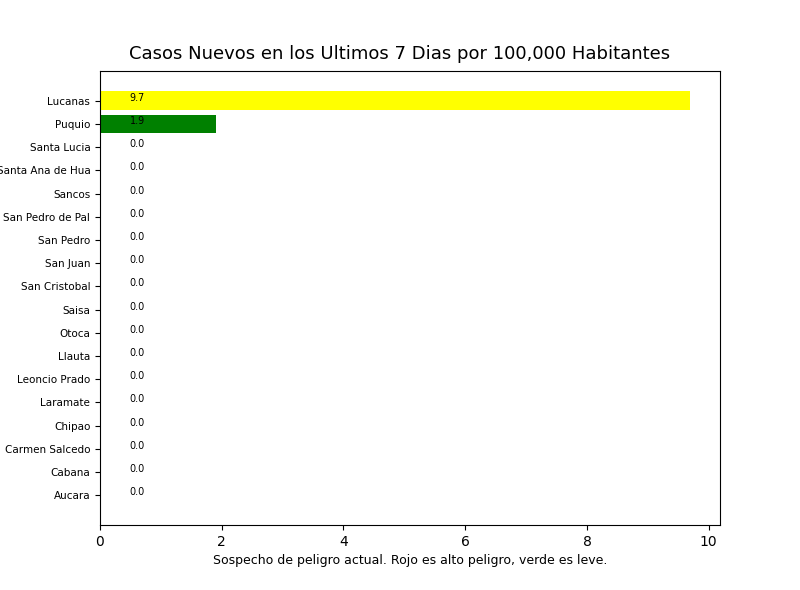 Casos Nuevos en los Ultimos 7 Dias por 100,000 Habitantes
Lucanas 9.7
Puquio 1.9
Santa Lucia 0.0
Santa Ana de Hua 0.0
Sancos 0.0
San Pedro de Pal 0.0
San Pedro 0.0
San Juan 0.0
San Cristobal 0.0
Saisa 0.0
Otoca 0.0
Llauta 0.0
Leoncio Prado 0.0
Laramate 0.0
Chipao 0.0
Carmen Salcedo 0.0
Cabana 0.0
Aucara 0.0
0 2 4 6 8 10
Sospecho de peligro actual. Rojo es alto peligro, verde es leve.